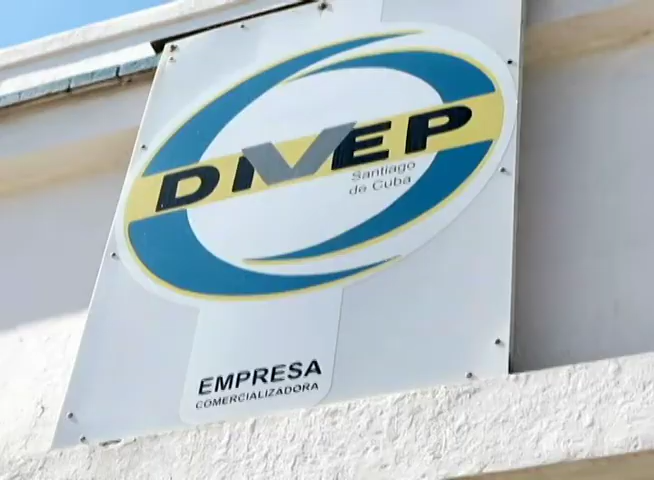 DIVEP
Santiago
de Cuba
EMPRESA
COMERCIALIZADORA